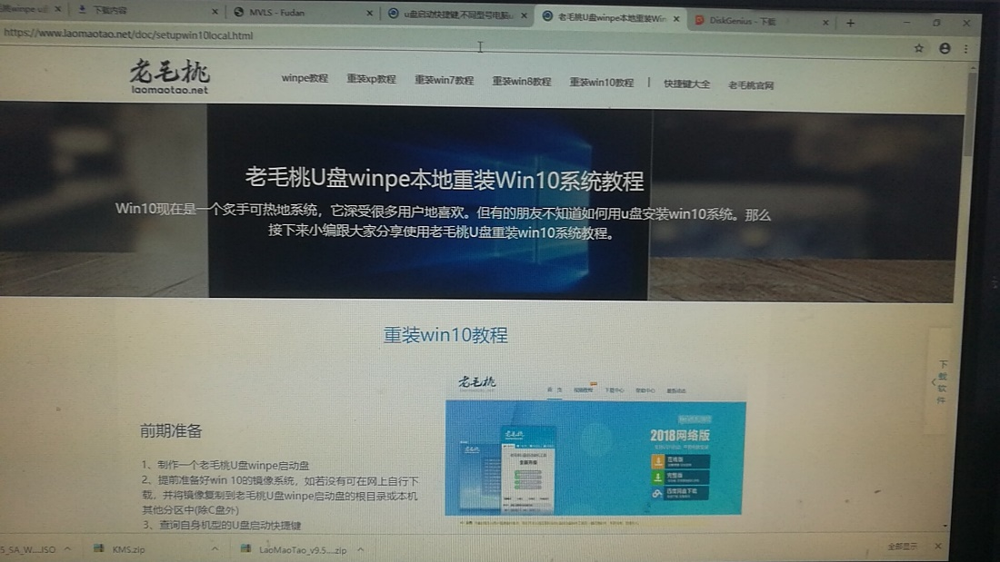 下载内容
MVLS - Fudan
u盘启动快捷键,不同型号电脑u
老毛桃U盘winpe本地重装Win
DiskGenius - 下载
https://www.laomaotao.net/doc/setupwin10local.html
老毛桃
laomaotao.net
winpe教程 重装xp教程 重装win7教程 重装win8教程 重装win10教程 | 快捷键大全 老毛桃官网
老毛桃U盘winpe本地重装Win10系统教程
Win10现在是一个炙手可热地系统，它深受很多用户地喜欢。但有的朋友不知道如何用u盘安装win10系统。那么
接下来小编跟大家分享使用老毛桃U盘重装win10系统教程。
重装win10教程
下载软件
老毛桃
2018网络版
前期准备
1、制作一个老毛桃U盘winpe启动盘
2、提前准备好win 10的镜像系统，如若没有可在网上自行下
载，并将镜像复制到老毛桃U盘winpe启动盘的根目录或本机
其他分区中(除C盘外)
3、查询自身机型的U盘启动快捷键
5_SA_W....ISO
KMS.zip
LaoMaoTao_v9.5....zip
全部显示